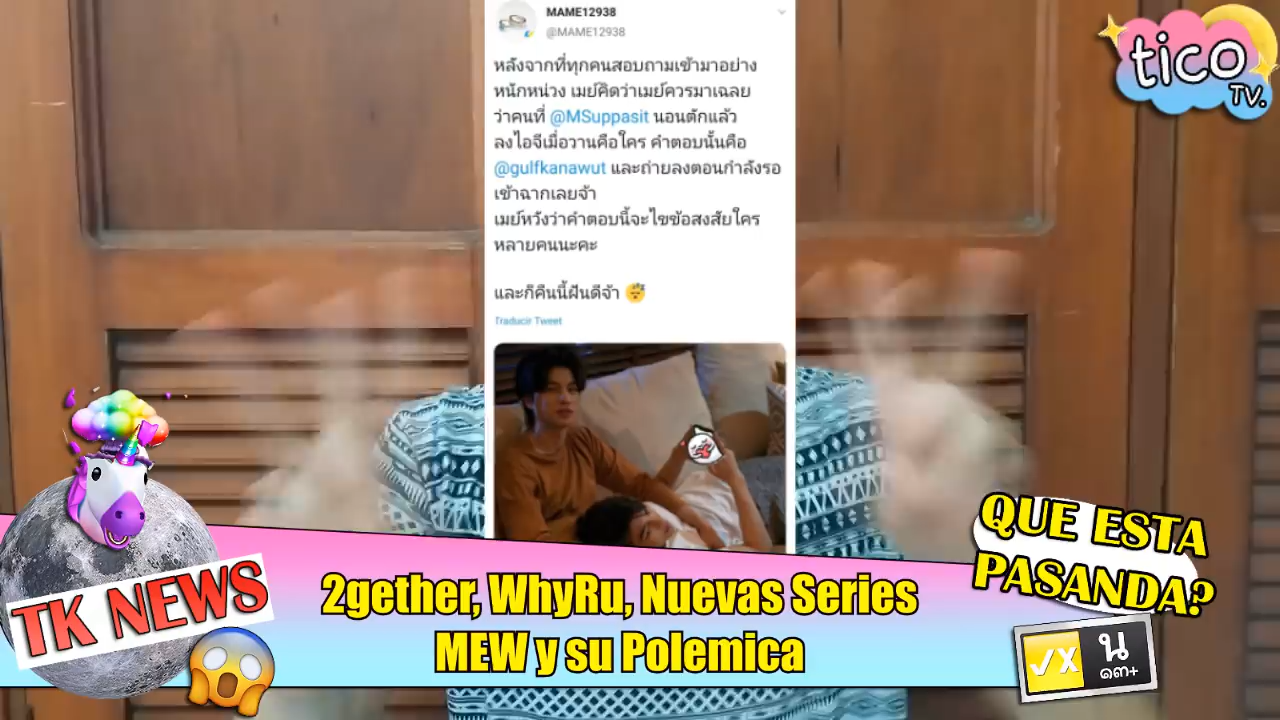 MAME12938
@MAME12938
หลังจากที่ทุกคนสอบถามเข้ามาอย่าง
หนักหน่วง เมย์คิดว่าเมย์ควรมาเฉลย
ว่าคนที่ @MSuppasit นอนตักแล้ว
ลงไอจีเมื่อวานคือใคร คำตอบนั้นคือ
@gulfkanawut และถ่ายลงตอนกำลังรอ
เข้าฉากเลยจ้า
เมย์หวังว่าคำตอบนี้จะไขข้อสงสัยใคร
หลายคนนะคะ
และก็คืนนี้ฝันดีจ้า 😴
Traducir Tweet
tico
TV.
QUE ESTA
PASANDA?
TK NEWS
2gether, WhyRu, Nuevas Series
MEW y su Polemica
√X
น
๑๓+